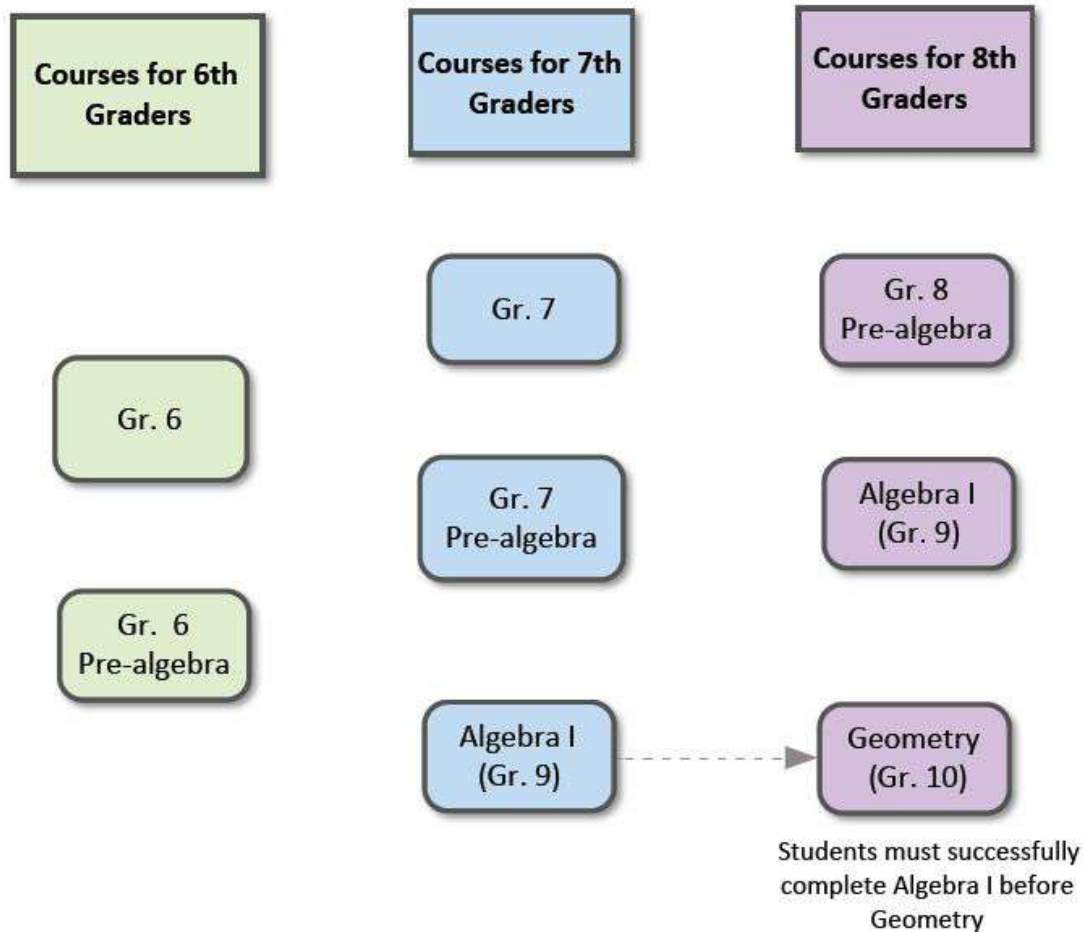 Courses for 6th
Graders
Courses for 7th
Graders
Courses for 8th
Graders
Gr. 6
Gr. 6
Pre-algebra
Gr. 7
Gr. 7
Pre-algebra
Algebra I
(Gr. 9)
Gr. 8
Pre-algebra
Algebra I
(Gr. 9)
Geometry
(Gr. 10)
Students must successfully
complete Algebra I before
Geometry